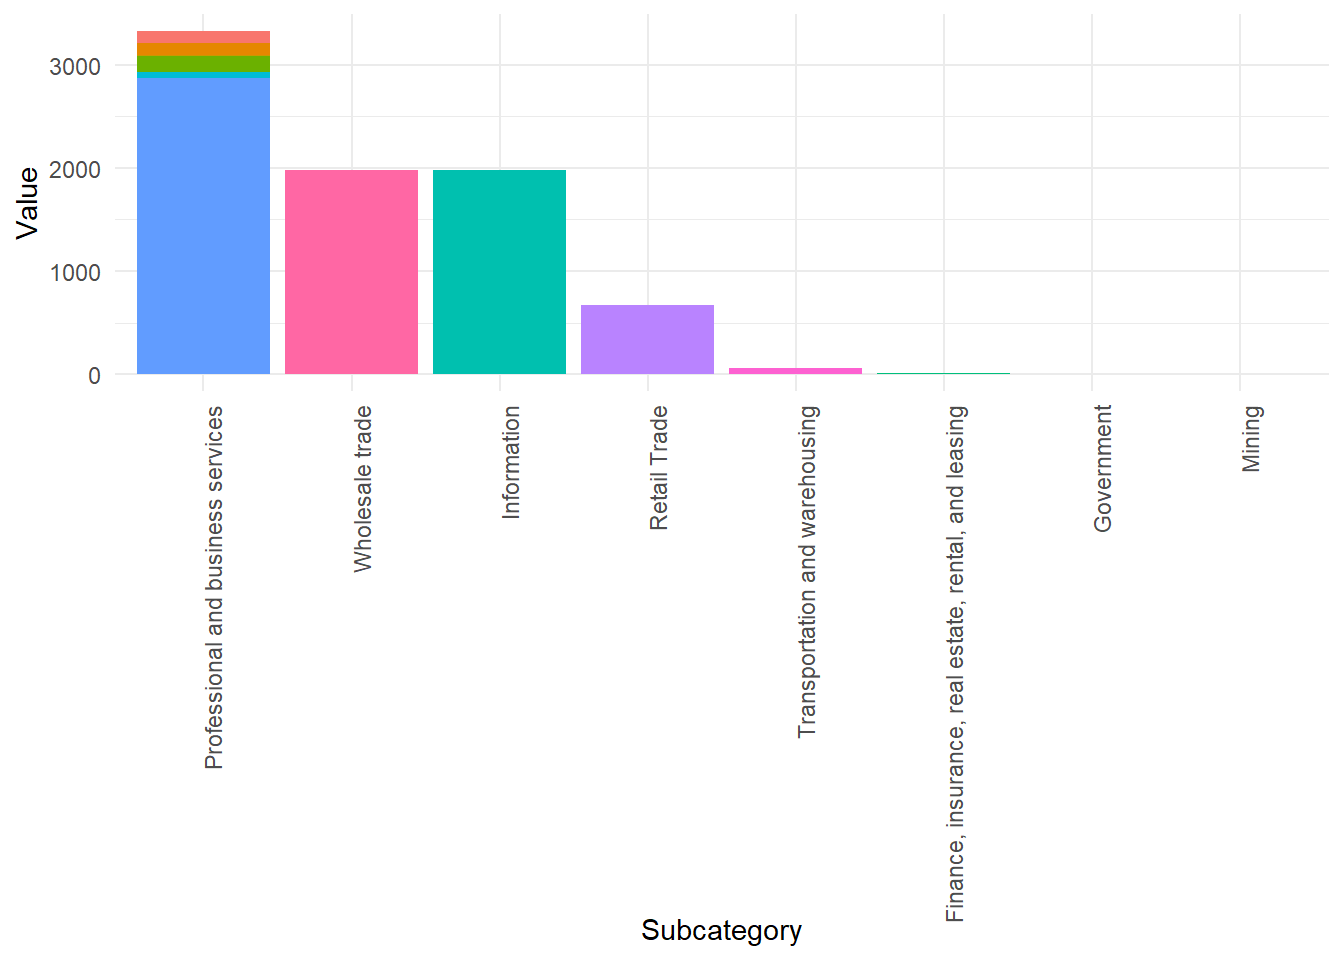 Value
3000
2000
1000
0
Professional and business services
Wholesale trade
Information
Retail Trade
Transportation and warehousing
Finance, insurance, real estate, rental, and leasing
Government
Mining
Subcategory